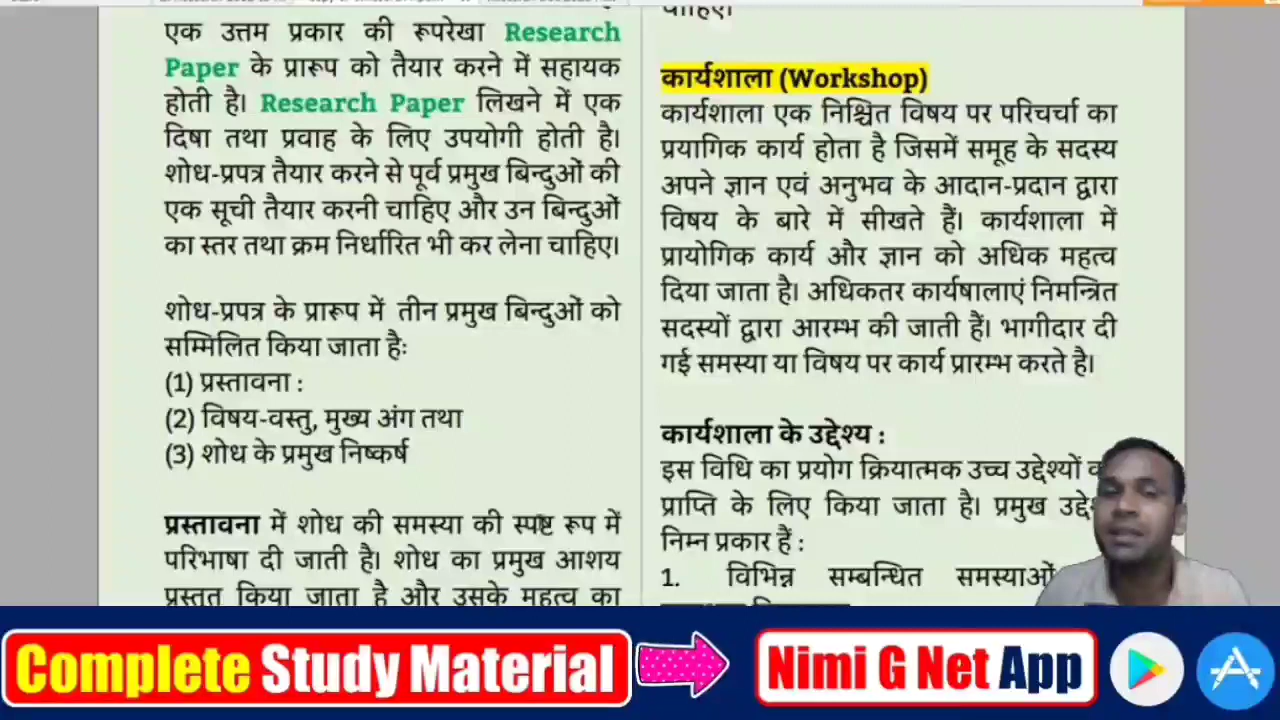 एक उत्तम प्रकार की रूपरेखा Research
Paper के प्रारूप को तैयार करने में सहायक
होती है। Research Paper लिखने में एक
दिषा तथा प्रवाह के लिए उपयोगी होती है।
शोध-प्रपत्र तैयार करने से पूर्व प्रमुख बिन्दुओं की
एक सूची तैयार करनी चाहिए और उन बिन्दुओं
का स्तर तथा क्रम निर्धारित भी कर लेना चाहिए।
शोध-प्रपत्र के प्रारूप में तीन प्रमुख बिन्दुओं को
सम्मिलित किया जाता हैः
(1) प्रस्तावना :
(2) विषय-वस्तु, मुख्य अंग तथा
(3) शोध के प्रमुख निष्कर्ष
प्रस्तावना में शोध की समस्या की स्पष्ट रूप में
परिभाषा दी जाती है। शोध का प्रमुख आशय
प्रस्तुत किया जाता है और उसके महत्व का
चाहिए।
कार्यशाला (Workshop)
कार्यशाला एक निश्चित विषय पर परिचर्चा का
प्रयागिक कार्य होता है जिसमें समूह के सदस्य
अपने ज्ञान एवं अनुभव के आदान-प्रदान द्वारा
विषय के बारे में सीखते हैं। कार्यशाला में
प्रायोगिक कार्य और ज्ञान को अधिक महत्व
दिया जाता है। अधिकतर कार्यषालाएं निमन्त्रित
सदस्यों द्वारा आरम्भ की जाती हैं। भागीदार दी
गई समस्या या विषय पर कार्य प्रारम्भ करते है।
कार्यशाला के उद्देश्य :
इस विधि का प्रयोग क्रियात्मक उच्च उद्देश्यों
प्राप्ति के लिए किया जाता है। प्रमुख
निम्न प्रकार हैं :
1. विभिन्न सम्बन्धित समस्याओं
Complete Study Material
Nimi G Net App